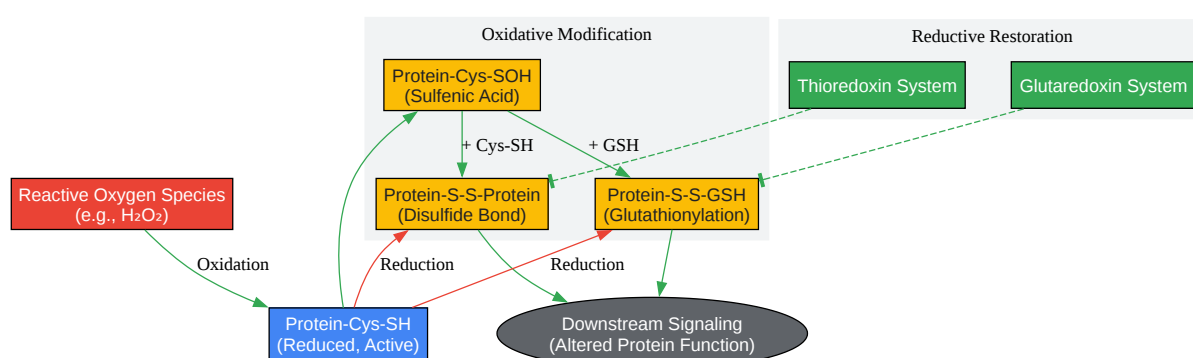 Oxidative Modification
Reductive Restoration
Protein-Cys-SOH
(Sulfenic Acid)
Thioredoxin System
Glutaredoxin System
+ Cys-SH
+ GSH
Reactive Oxygen Species
(e.g., H₂O₂)
Protein-S-S-Protein
(Disulfide Bond)
Protein-S-S-GSH
(Glutathionylation)
Oxidation
Reduction
Reduction
Protein-Cys-SH
(Reduced, Active)
Downstream Signaling
(Altered Protein Function)